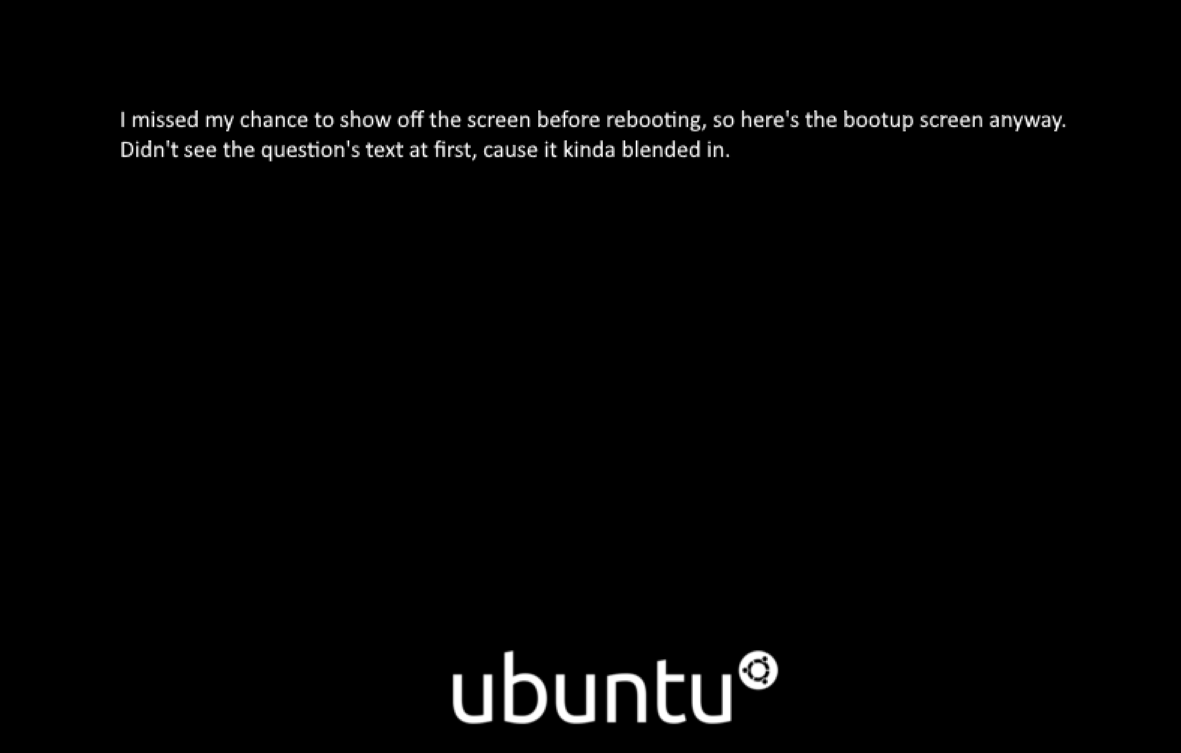 I missed my chance to show off the screen before rebooting, so here's the bootup screen anyway.
Didn't see the question's text at first, cause it kinda blended in.
ubuntu